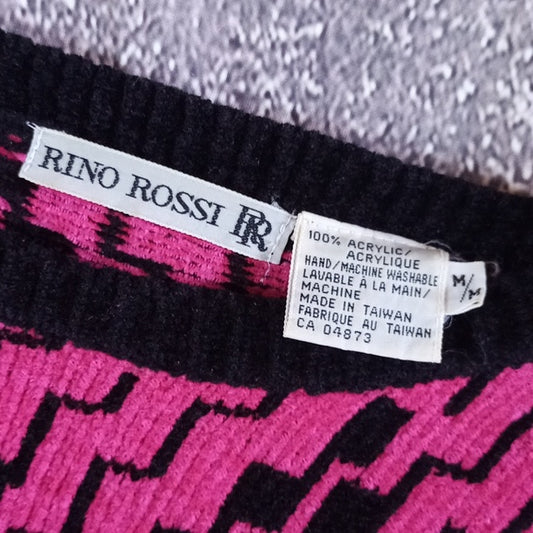 RINO ROSSI RR
100% ACRYLIC/
ACRYLIQUE
HAND/MACHINE WASHABLE
LAVABLE À LA MAIN/
MACHINE
MADE IN TAIWAN
FABRIQUE AU TAIWAN
CA 04873
M/M